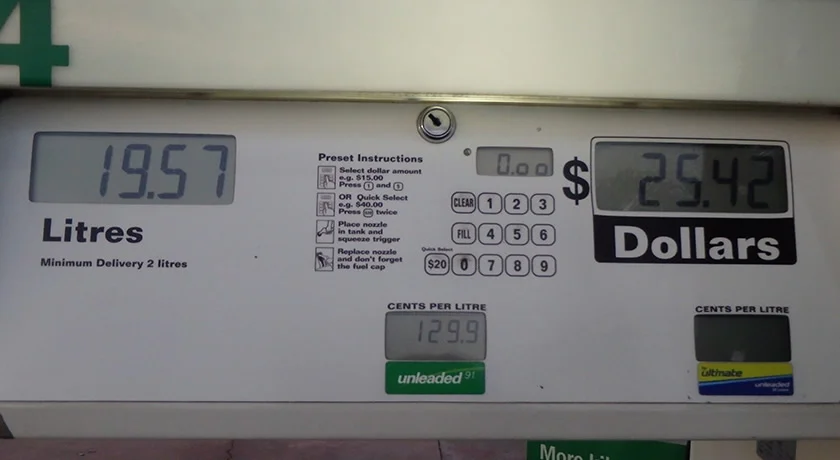 4
19.57
Litres
Minimum Delivery 2 litres
Preset Instructions
Select dollar amount
e.g. $15.00
Press 1 and 5
OR Quick Select
e.g. $40.00
Press twice
Place nozzle
in tank and
squeeze trigger
Replace nozzle
and don't forget
the fuel cap
0.00
CLEAR 1 2 3
FILL 4 5 6
Quick Select
$20 0 7 8 9
$ 25.42
Dollars
CENTS PER LITRE
129.9
unleaded 91
CENTS PER LITRE
ultimate
unleaded